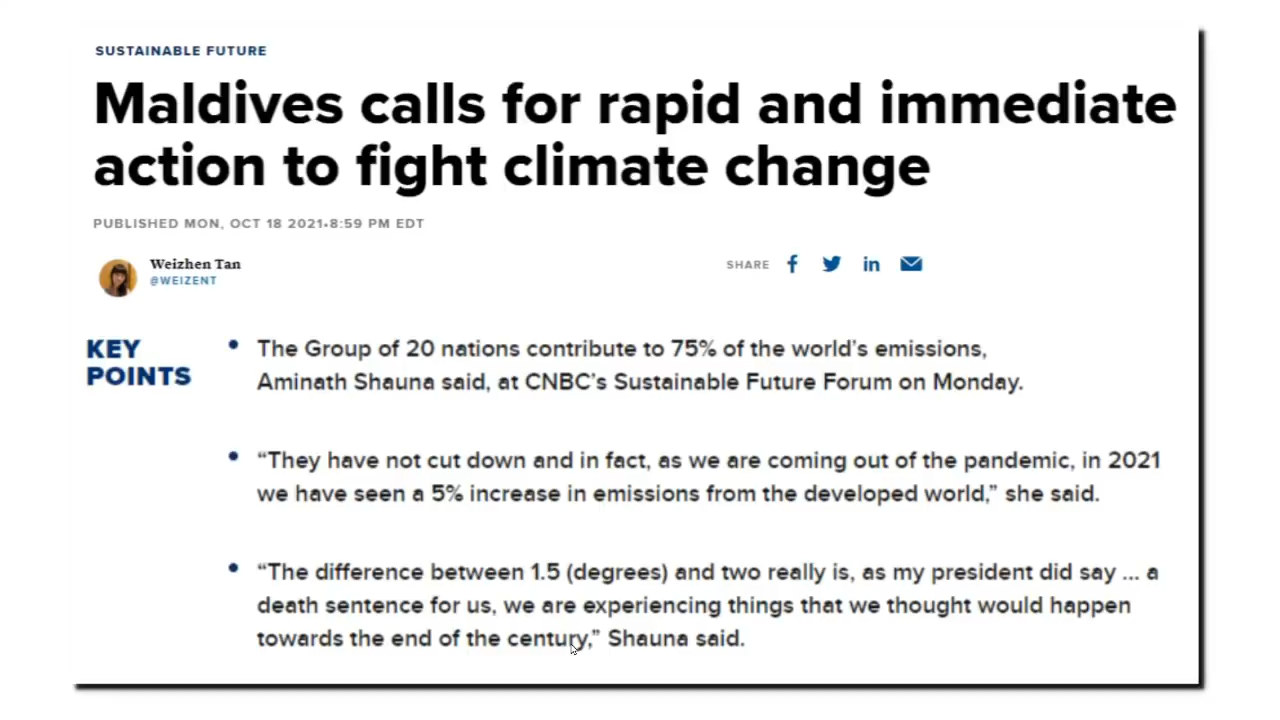 SUSTAINABLE FUTURE
Maldives calls for rapid and immediate
action to fight climate change
PUBLISHED MON, OCT 18 2021•8:59 PM EDT
Weizhen Tan
@WEIZENT
SHARE
KEY
POINTS
• The Group of 20 nations contribute to 75% of the world’s emissions,
Aminath Shauna said, at CNBC’s Sustainable Future Forum on Monday.
• “They have not cut down and in fact, as we are coming out of the pandemic, in 2021
we have seen a 5% increase in emissions from the developed world,” she said.
• “The difference between 1.5 (degrees) and two really is, as my president did say ... a
death sentence for us, we are experiencing things that we thought would happen
towards the end of the century,” Shauna said.